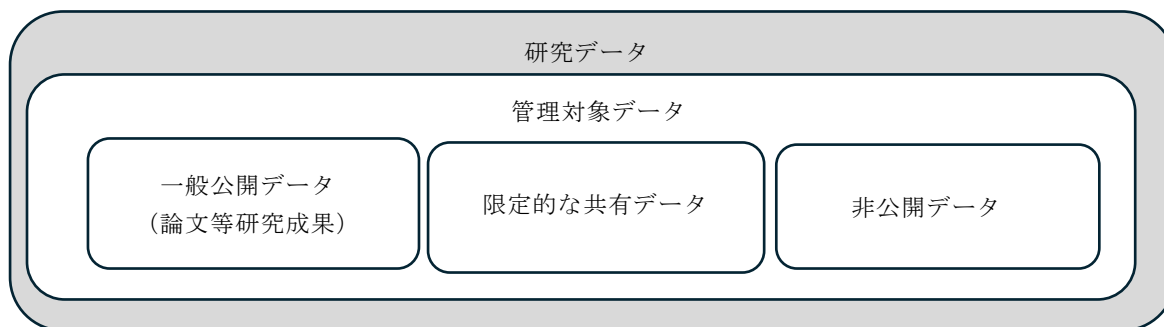 研究データ
管理対象データ
一般公開データ
（論文等研究成果）
限定的な共有データ
非公開データ